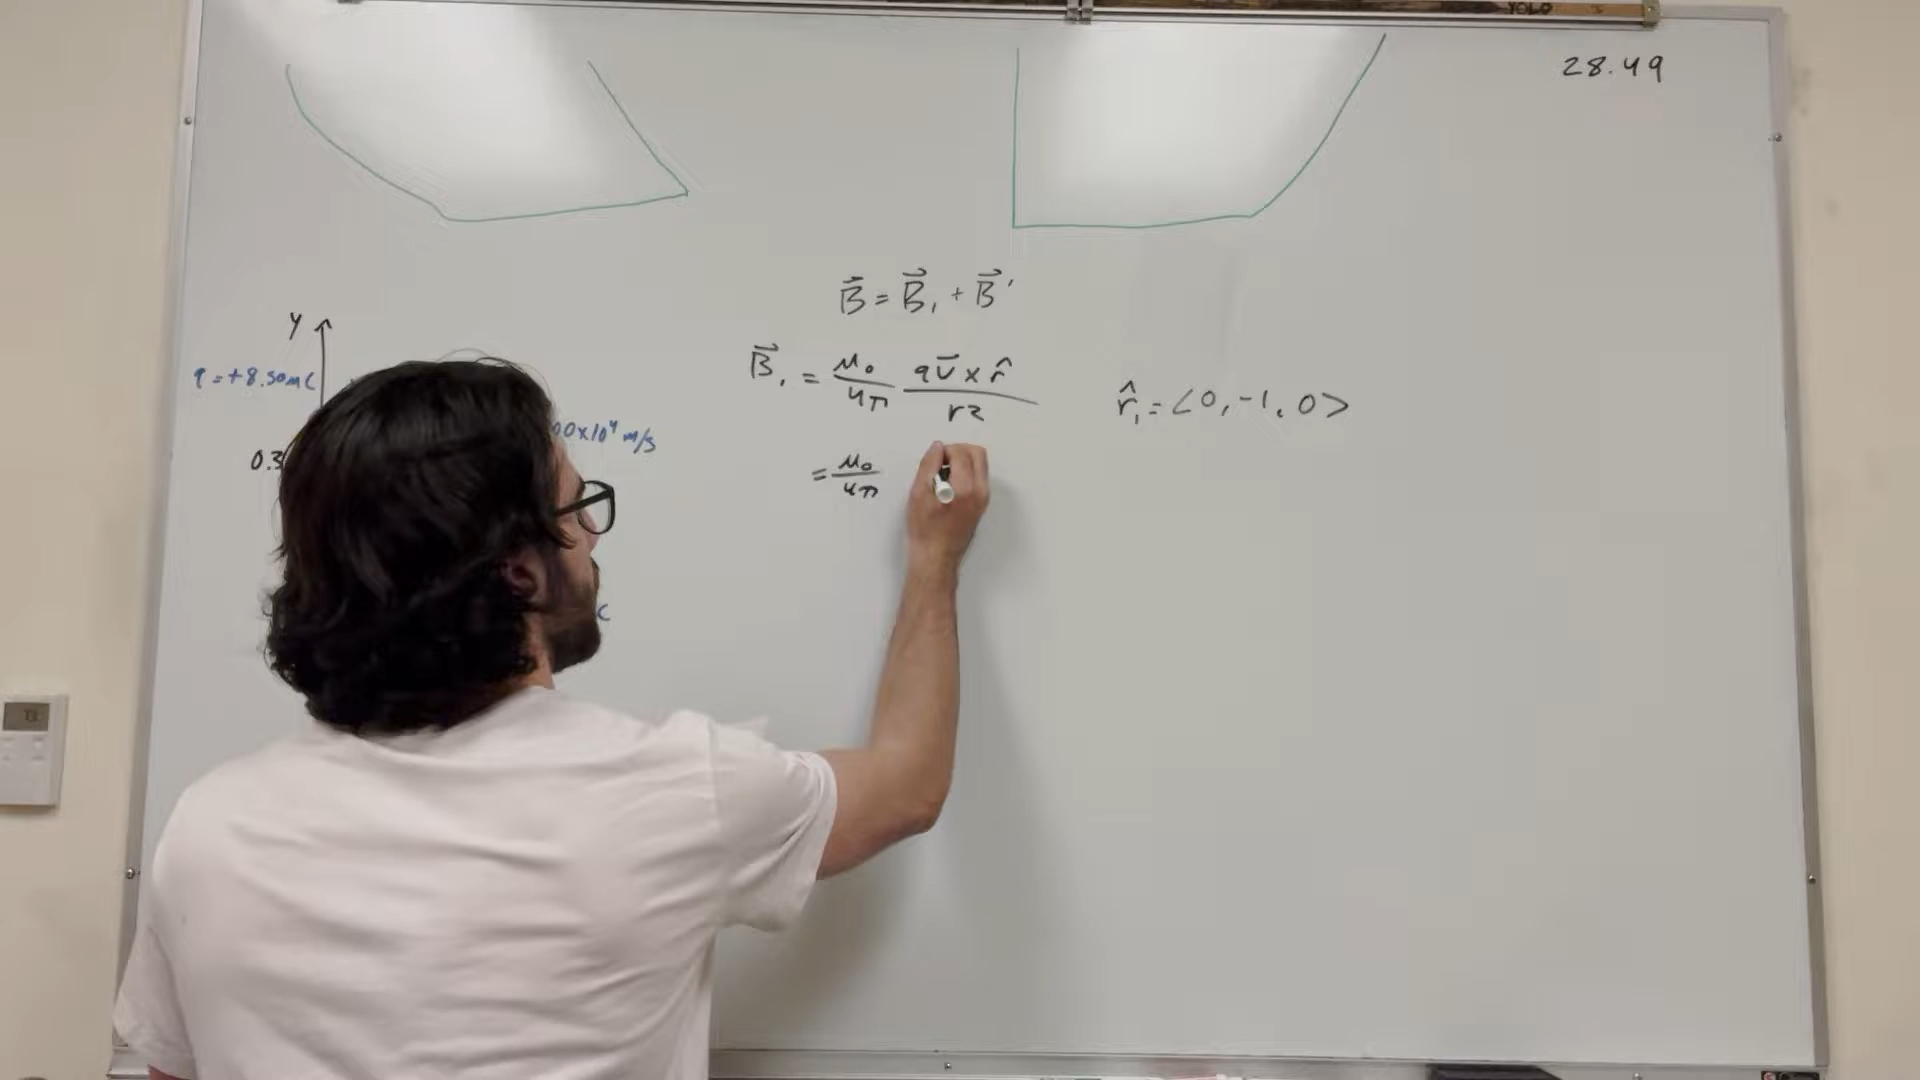 YOLO
28.49
B⃗ = B⃗₁ + B⃗'
y
q = +8.50mC
B⃗₁ = μ₀/4π qv⃗ × r̂/r²
r̂₁ = <0, -1, 0>
00x10⁴ m/s
0.3
= μ₀/4π
C